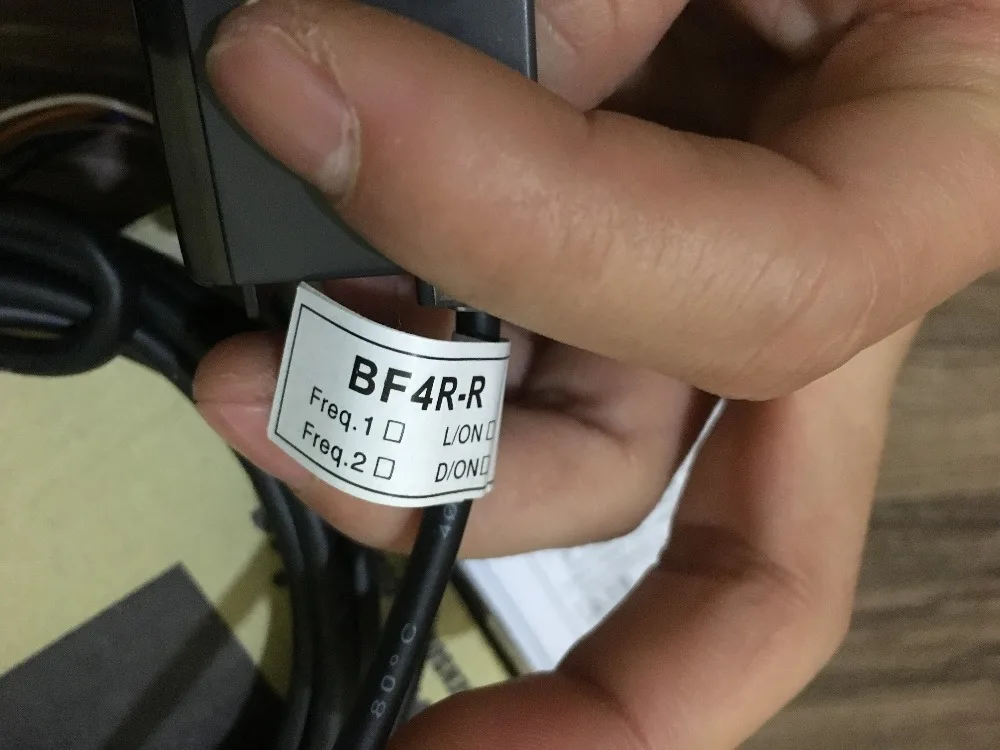 BF4R-R
Freq.1 □ L/ON □
Freq.2 □ D/ON □
80°C